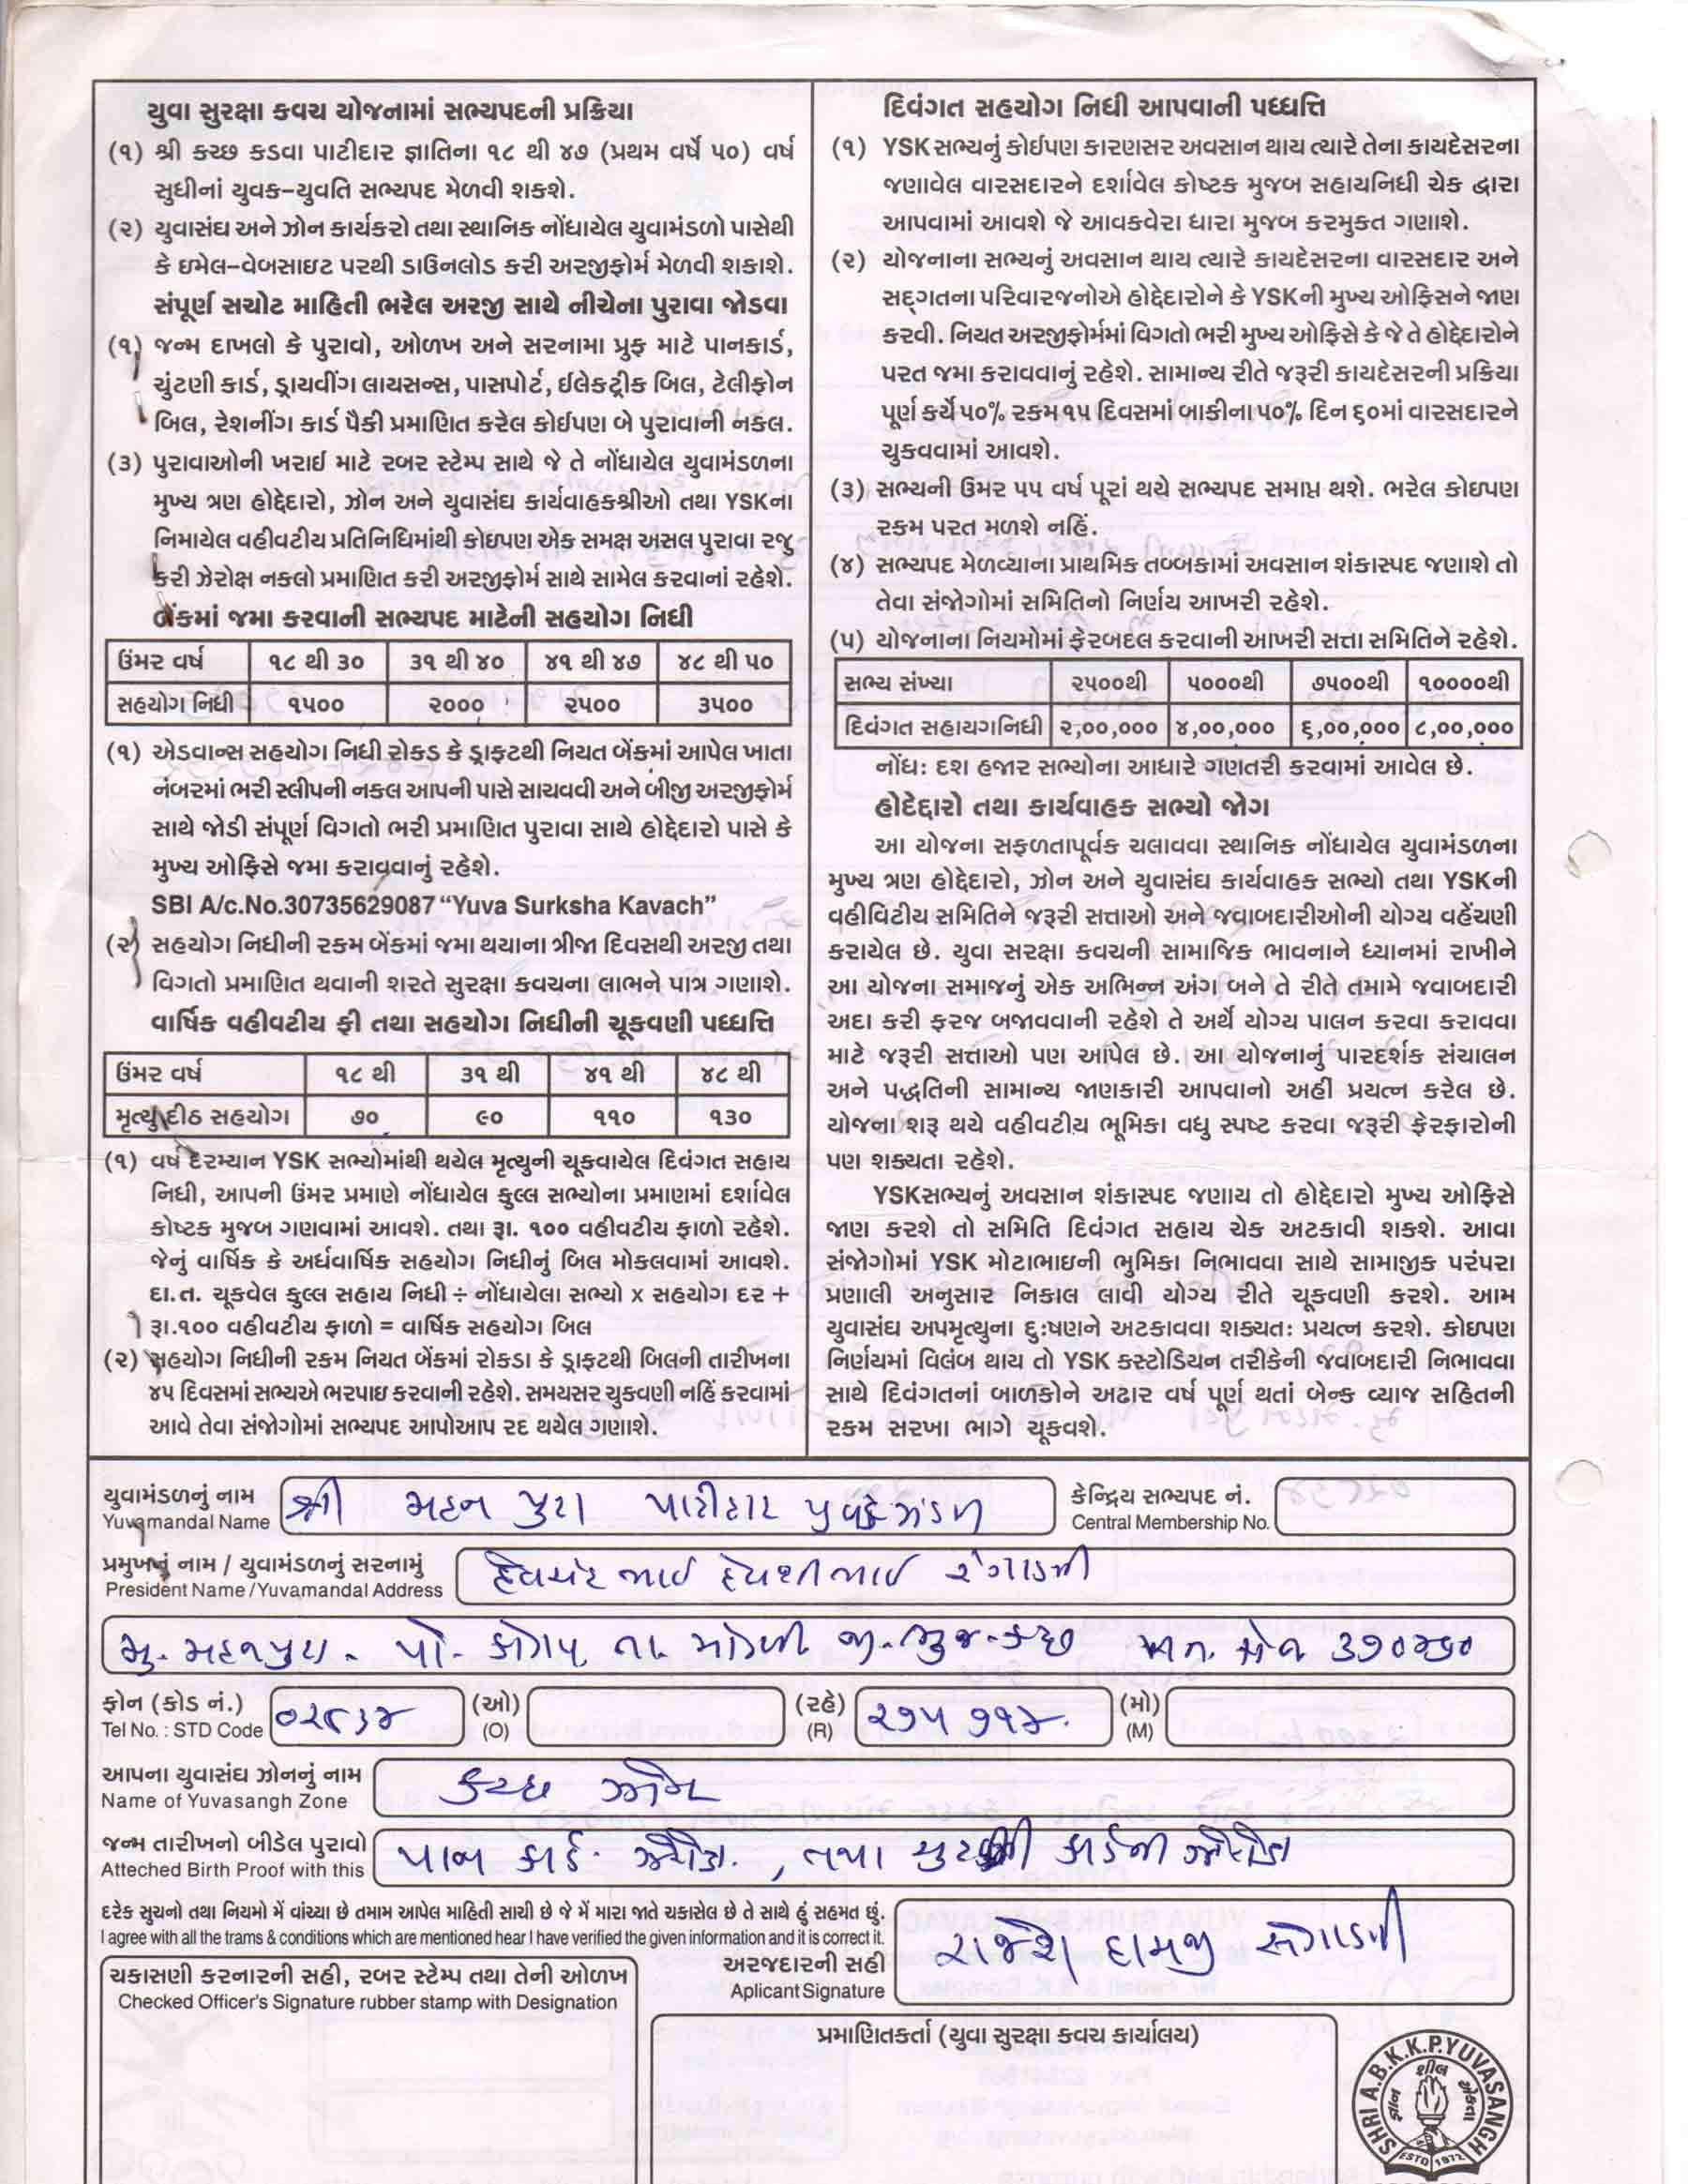 યુવા સુરક્ષા કવચ યોજનામાં સભ્યપદની પ્રક્રિયા
(૧) શ્રી કચ્છ કડવા પાટીદાર જ્ઞાતિના ૧૮ થી ૪૭ (પ્રથમ વર્ષે ૫૦) વર્ષ
સુધીનાં યુવક-યુવતિ સભ્યપદ મેળવી શકશે.
(૨) યુવાસંઘ અને ઝોન કાર્યકરો તથા સ્થાનિક નોંધાયેલ યુવામંડળો પાસેથી
કે ઇમેલ-વેબસાઇટ પરથી ડાઉનલોડ કરી અરજીફોર્મ મેળવી શકાશે.
સંપૂર્ણ સચોટ માહિતી ભરેલ અરજી સાથે નીચેના પુરાવા જોડવા
(૧) જન્મ દાખલો કે પુરાવો, ઓળખ અને સરનામા પ્રુફ માટે પાનકાર્ડ,
ચુંટણી કાર્ડ, ડ્રાયવીંગ લાયસન્સ, પાસપોર્ટ, ઈલેક્ટ્રીક બિલ, ટેલીફોન
બિલ, રેશનીંગ કાર્ડ પૈકી પ્રમાણિત કરેલ કોઈપણ બે પુરાવાની નકલ.
(૩) પુરાવાઓની ખરાઈ માટે રબર સ્ટેમ્પ સાથે જે તે નોંધાયેલ યુવામંડળના
મુખ્ય ત્રણ હોદ્દેદારો, ઝોન અને યુવાસંઘ કાર્યવાહકશ્રીઓ તથા YSKના
નિમાયેલ વહીવટીય પ્રતિનિધિમાંથી કોઇપણ એક સમક્ષ અસલ પુરાવા રજુ
કરી ઝેરોક્ષ નકલો પ્રમાણિત કરી અરજીફોર્મ સાથે સામેલ કરવાનાં રહેશે.
બેંકમાં જમા કરવાની સભ્યપદ માટેની સહયોગ નિધી
ઉંમર વર્ષ ૧૮ થી ૩૦ ૩૧ થી ૪૦ ૪૧ થી ૪૭ ૪૮ થી ૫૦
સહયોગ નિધી ૧૫૦૦ ૨૦૦૦ ૨૫૦૦ ૩૫૦૦
(૧) એડવાન્સ સહયોગ નિધી રોકડ કે ડ્રાફટથી નિયત બેંકમાં આપેલ ખાતા
નંબરમાં ભરી સ્લીપની નકલ આપની પાસે સાચવવી અને બીજી અરજીફોર્મ
સાથે જોડી સંપૂર્ણ વિગતો ભરી પ્રમાણિત પુરાવા સાથે હોદ્દેદારો પાસે કે
મુખ્ય ઓફિસે જમા કરાવવાનું રહેશે.
SBI A/c.No.30735629087 “Yuva Surksha Kavach”
(૨) સહયોગ નિધીની રકમ બેંકમાં જમા થયાના ત્રીજા દિવસથી અરજી તથા
વિગતો પ્રમાણિત થવાની શરતે સુરક્ષા કવચના લાભને પાત્ર ગણાશે.
વાર્ષિક વહીવટીય ફી તથા સહયોગ નિધીની ચૂકવણી પધ્ધત્તિ
ઉંમર વર્ષ ૧૮ થી ૩૧ થી ૪૧ થી ૪૮ થી
મૃત્યુ દીઠ સહયોગ ૭૦ ૯૦ ૧૧૦ ૧૩૦
(૧) વર્ષ દરમ્યાન YSK સભ્યોમાંથી થયેલ મૃત્યુની ચૂકવાયેલ દિવંગત સહાય
નિધી, આપની ઉંમર પ્રમાણે નોંધાયેલ કુલ્લ સભ્યોના પ્રમાણમાં દર્શાવેલ
કોષ્ટક મુજબ ગણવામાં આવશે. તથા રૂા. ૧૦૦ વહીવટીય ફાળો રહેશે.
જેનું વાર્ષિક કે અર્ધવાર્ષિક સહયોગ નિધીનું બિલ મોકલવામાં આવશે.
દા.ત. ચૂકવેલ કુલ્લ સહાય નિધી ÷ નોંધાયેલા સભ્યો x સહયોગ દર +
રૂા.૧૦૦ વહીવટીય ફાળો = વાર્ષિક સહયોગ બિલ
(૨) સહયોગ નિધીની રકમ નિયત બેંકમાં રોકડા કે ડ્રાફટથી બિલની તારીખના
૪૫ દિવસમાં સભ્યએ ભરપાઇ કરવાની રહેશે. સમયસર ચુકવણી નહિં કરવામાં
આવે તેવા સંજોગોમાં સભ્યપદ આપોઆપ રદ થયેલ ગણાશે.
દિવંગત સહયોગ નિધી આપવાની પધ્ધત્તિ
(૧) YSK સભ્યનું કોઈપણ કારણસર અવસાન થાય ત્યારે તેના કાયદેસરના
જણાવેલ વારસદારને દર્શાવેલ કોષ્ટક મુજબ સહાયનિધી ચેક દ્વારા
આપવામાં આવશે જે આવકવેરા ધારા મુજબ કરમુક્ત ગણાશે.
(૨) યોજનાના સભ્યનું અવસાન થાય ત્યારે કાયદેસરના વારસદાર અને
સદ્ગતના પરિવારજનોએ હોદ્દેદારોને કે YSKની મુખ્ય ઓફિસને જાણ
કરવી. નિયત અરજીફોર્મમાં વિગતો ભરી મુખ્ય ઓફિસે કે જે તે હોદ્દેદારોને
પરત જમા કરાવવાનું રહેશે. સામાન્ય રીતે જરૂરી કાયદેસરની પ્રક્રિયા
પૂર્ણ કર્યે ૫૦% રકમ ૧૫ દિવસમાં બાકીના ૫૦% દિન ૬૦માં વારસદારને
ચુકવવામાં આવશે.
(૩) સભ્યની ઉંમર ૫૫ વર્ષ પૂરાં થયે સભ્યપદ સમાપ્ત થશે. ભરેલ કોઇપણ
રકમ પરત મળશે નહિં.
(૪) સભ્યપદ મેળવ્યાના પ્રાથમિક તબ્બકામાં અવસાન શંકાસ્પદ જણાશે તો
તેવા સંજોગોમાં સમિતિનો નિર્ણય આખરી રહેશે.
(૫) યોજનાના નિયમોમાં ફેરબદલ કરવાની આખરી સત્તા સમિતિને રહેશે.
સભ્ય સંખ્યા ૨૫૦૦થી ૫૦૦૦થી ૭૫૦૦થી ૧૦૦૦૦થી
દિવંગત સહાયગનિધી ૨,૦૦,૦૦૦ ૪,૦૦,૦૦૦ ૬,૦૦,૦૦૦ ૮,૦૦,૦૦૦
નોંધ: દશ હજાર સભ્યોના આધારે ગણતરી કરવામાં આવેલ છે.
હોદેદ્દારો તથા કાર્યવાહક સભ્યો જોગ
આ યોજના સફળતાપૂર્વક ચલાવવા સ્થાનિક નોંધાયેલ યુવામંડળના
મુખ્ય ત્રણ હોદ્દેદારો, ઝોન અને યુવાસંઘ કાર્યવાહક સભ્યો તથા YSKની
વહીવિટીય સમિતિને જરૂરી સત્તાઓ અને જવાબદારીઓની યોગ્ય વહેંચણી
કરાયેલ છે. યુવા સરક્ષા કવચની સામાજિક ભાવનાને ધ્યાનમાં રાખીને
આ યોજના સમાજનું એક અભિન્ન અંગ બને તે રીતે તમામે જવાબદારી
અદા કરી ફરજ બજાવવાની રહેશે તે અર્થે યોગ્ય પાલન કરવા કરાવવા
માટે જરૂરી સત્તાઓ પણ આપેલ છે. આ યોજનાનું પારદર્શક સંચાલન
અને પદ્ધતિની સામાન્ય જાણકારી આપવાનો અહીં પ્રયત્ન કરેલ છે.
યોજના શરૂ થયે વહીવટીય ભૂમિકા વધુ સ્પષ્ટ કરવા જરૂરી ફેરફારોની
પણ શક્યતા રહેશે.
YSKસભ્યનું અવસાન શંકાસ્પદ જણાય તો હોદ્દેદારો મુખ્ય ઓફિસે
જાણ કરશે તો સમિતિ દિવંગત સહાય ચેક અટકાવી શકશે. આવા
સંજોગોમાં YSK મોટાભાઇની ભુમિકા નિભાવવા સાથે સામાજીક પરંપરા
પ્રણાલી અનુસાર નિકાલ લાવી યોગ્ય રીતે ચૂકવણી કરશે. આમ
યુવાસંઘ અપમૃત્યુના દુઃષણને અટકાવવા શક્યતઃ પ્રયત્ન કરશે. કોઇપણ
નિર્ણયમાં વિલંબ થાય તો YSK કસ્ટોડિયન તરીકેની જવાબદારી નિભાવવા
સાથે દિવંગતનાં બાળકોને અઢાર વર્ષ પૂર્ણ થતાં બેન્ક વ્યાજ સહિતની
રકમ સરખા ભાગે ચૂકવશે.
યુવામંડળનું નામ શ્રી મદન પુરા પાટીદાર યુવક મંડળ કેન્દ્રિય સભ્યપદ નં.
Yuvamandal Name Central Membership No.
પ્રમુખનું નામ / યુવામંડળનું સરનામું દેવચંદ ભાઈ દેવશીભાઈ રંગાડની
President Name/Yuvamandal Address
મુ. મદનપુરા. પો. તા. જી-ભુજ-કચ્છ ૩૭૦૪૬૦
ફોન (કોડ નં.) ૦૨૮૩૪ (ઓ) (રહે) ૨૭૫ ૭૧૪. (મો)
Tel No. : STD Code (O) (R) (M)
આપના યુવાસંઘ ઝોનનું નામ કચ્છ ઝોન
Name of Yuvasangh Zone
જન્મ તારીખનો બીડેલ પુરાવો પાન કાર્ડ. ઝેરોક્ષ. , તથા કાર્ડની ઝેરોક્ષ
Atteched Birth Proof with this
દરેક સુચનો તથા નિયમો મેં વાંચ્યા છે તમામ આપેલ માહિતી સાચી છે જે મેં મારા જાતે ચકાસેલ છે તે સાથે હું સહમત છું.
I agree with all the trams & conditions which are mentioned hear I have verified the given information and it is correct it.
અરજદારની સહી રાજેશ દામજી
Aplicant Signature
ચકાસણી કરનારની સહી, રબર સ્ટેમ્પ તથા તેની ઓળખ
Checked Officer's Signature rubber stamp with Designation
પ્રમાણિતકર્તા (યુવા સુરક્ષા કવચ કાર્યાલય)
SHRI A.B.K.K.P.YUVASANGH
શીલ
જ્ઞાન એકતા
ESTD 1972